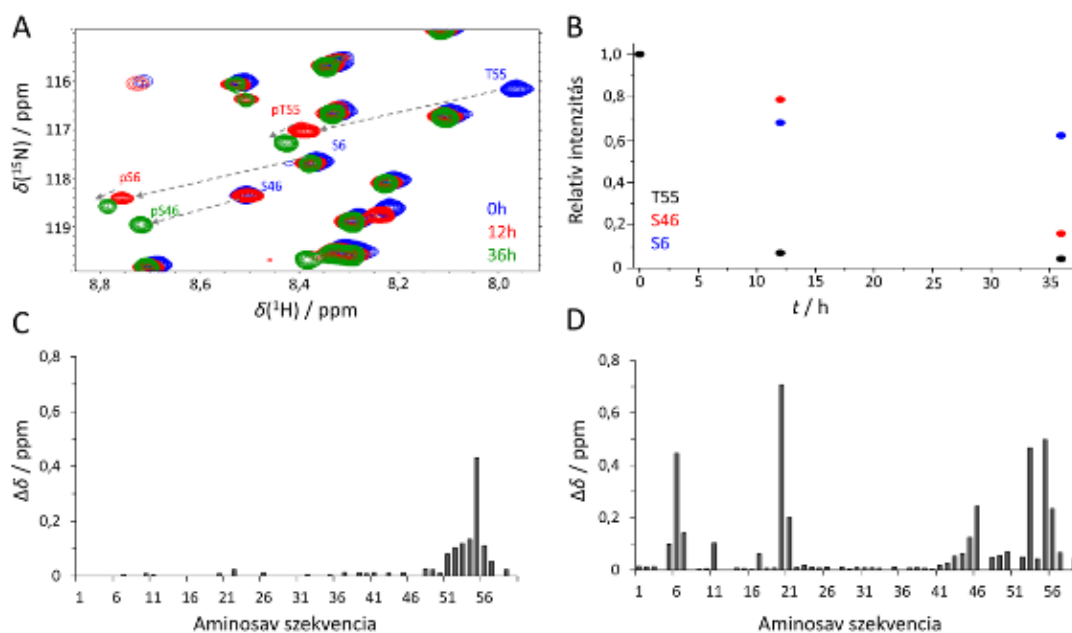 A
δ(¹⁵N) / ppm
116
117
118
119
T55
pT55
S6
pS6
S46
pS46
0h
12h
36h
8,8
8,6
8,4
8,2
8,0
δ(¹H) / ppm
B
Relatív intenzitás
1,0
0,8
0,6
0,4
0,2
0
T55
S46
S6
0
5
10
15
20
25
30
35
t / h
C
Δδ / ppm
0,8
0,6
0,4
0,2
0
1
6
11
16
21
26
31
36
41
46
51
56
Aminosav szekvencia
D
Δδ / ppm
0,8
0,6
0,4
0,2
0
1
6
11
16
21
26
31
36
41
46
51
56
Aminosav szekvencia